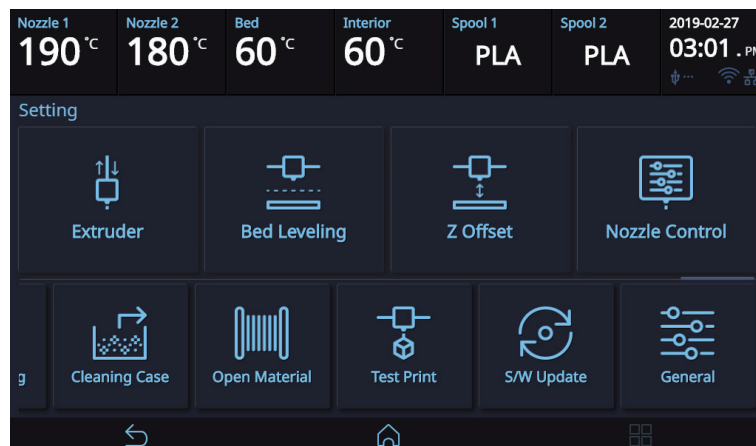 Nozzle 1 Nozzle 2 Bed Interior Spool 1 Spool 2 2019-02-27
190 °C 180 °C 60 °C 60 °C PLA PLA 03:01 . PM
Setting
Extruder Bed Leveling Z Offset Nozzle Control
g Cleaning Case Open Material Test Print S/W Update General